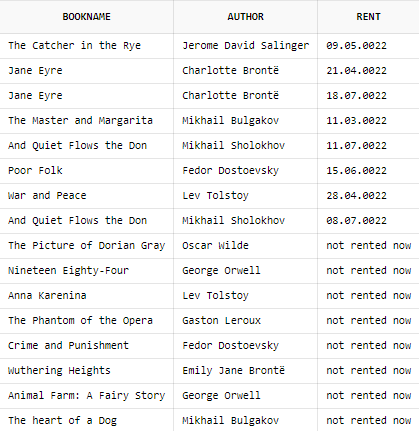 BOOKNAME AUTHOR RENT
The Catcher in the Rye Jerome David Salinger 09.05.0022
Jane Eyre Charlotte Brontë 21.04.0022
Jane Eyre Charlotte Brontë 18.07.0022
The Master and Margarita Mikhail Bulgakov 11.03.0022
And Quiet Flows the Don Mikhail Sholokhov 11.07.0022
Poor Folk Fedor Dostoevsky 15.06.0022
War and Peace Lev Tolstoy 28.04.0022
And Quiet Flows the Don Mikhail Sholokhov 08.07.0022
The Picture of Dorian Gray Oscar Wilde not rented now
Nineteen Eighty-Four George Orwell not rented now
Anna Karenina Lev Tolstoy not rented now
The Phantom of the Opera Gaston Leroux not rented now
Crime and Punishment Fedor Dostoevsky not rented now
Wuthering Heights Emily Jane Brontë not rented now
Animal Farm: A Fairy Story George Orwell not rented now
The heart of a Dog Mikhail Bulgakov not rented now